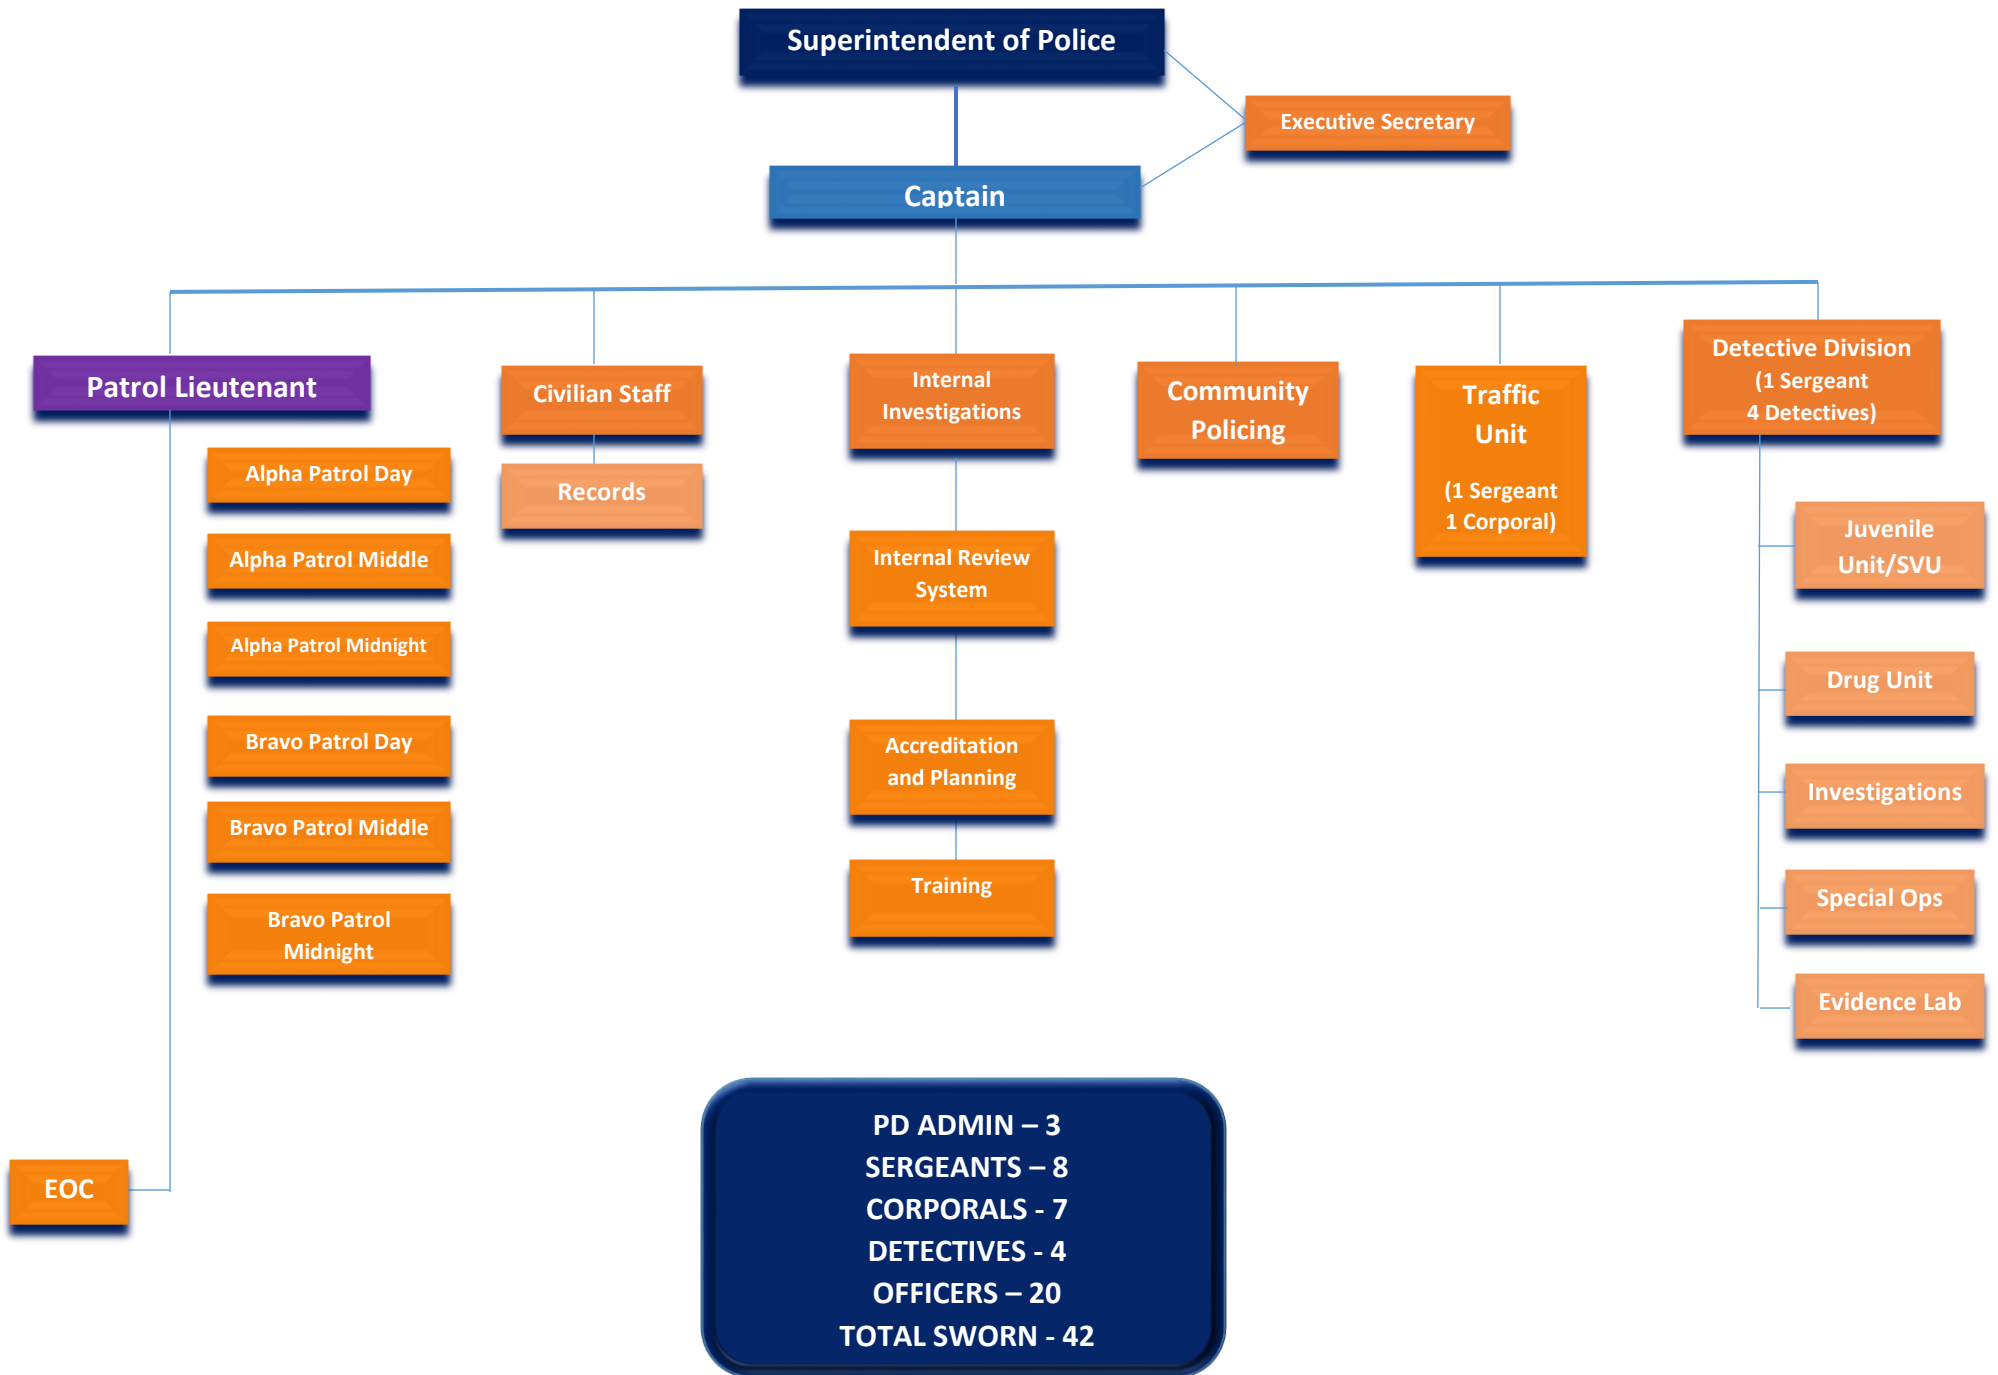 Superintendent of Police
Executive Secretary
Captain
Patrol Lieutenant
Alpha Patrol Day
Alpha Patrol Middle
Alpha Patrol Midnight
Bravo Patrol Day
Bravo Patrol Middle
Bravo Patrol
Midnight
EOC
Civilian Staff
Records
Internal
Investigations
Internal Review
System
Accreditation
and Planning
Training
Community
Policing
Traffic
Unit
(1 Sergeant
1 Corporal)
Detective Division
(1 Sergeant
4 Detectives)
Juvenile
Unit/SVU
Drug Unit
Investigations
Special Ops
Evidence Lab
PD ADMIN – 3
SERGEANTS – 8
CORPORALS - 7
DETECTIVES - 4
OFFICERS – 20
TOTAL SWORN - 42